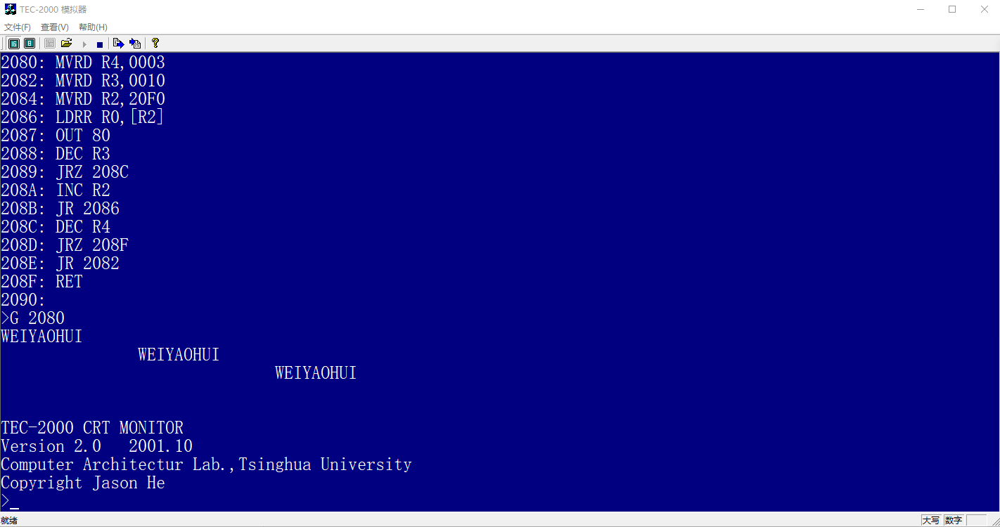 TEC-2000 模拟器
文件(F) 查看(V) 帮助(H)
16 8
2080: MVRD R4,0003
2082: MVRD R3,0010
2084: MVRD R2,20F0
2086: LDRR R0,[R2]
2087: OUT 80
2088: DEC R3
2089: JRZ 208C
208A: INC R2
208B: JR 2086
208C: DEC R4
208D: JRZ 208F
208E: JR 2082
208F: RET
2090:
>G 2080
WEIYAOHUI
WEIYAOHUI
WEIYAOHUI
TEC-2000 CRT MONITOR
Version 2.0 2001.10
Computer Architectur Lab.,Tsinghua University
Copyright Jason He
>_
就绪 大写 数字